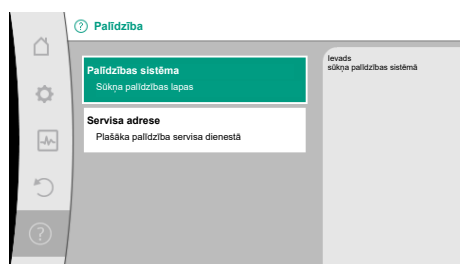 Palīdzība
Palīdzības sistēma
Sūkņa palīdzības lapas
Servisa adrese
Plašāka palīdzība servisa dienestā
Ievads
sūkņa palīdzības sistēmā